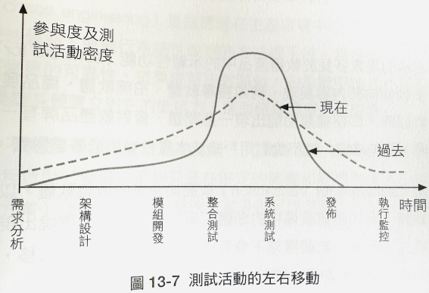 參與度及測
試活動密度
現在
過去
時間
需求分析
架構設計
模組開發
整合測試
系統測試
發佈
執行監控
圖 13-7 測試活動的左右移動